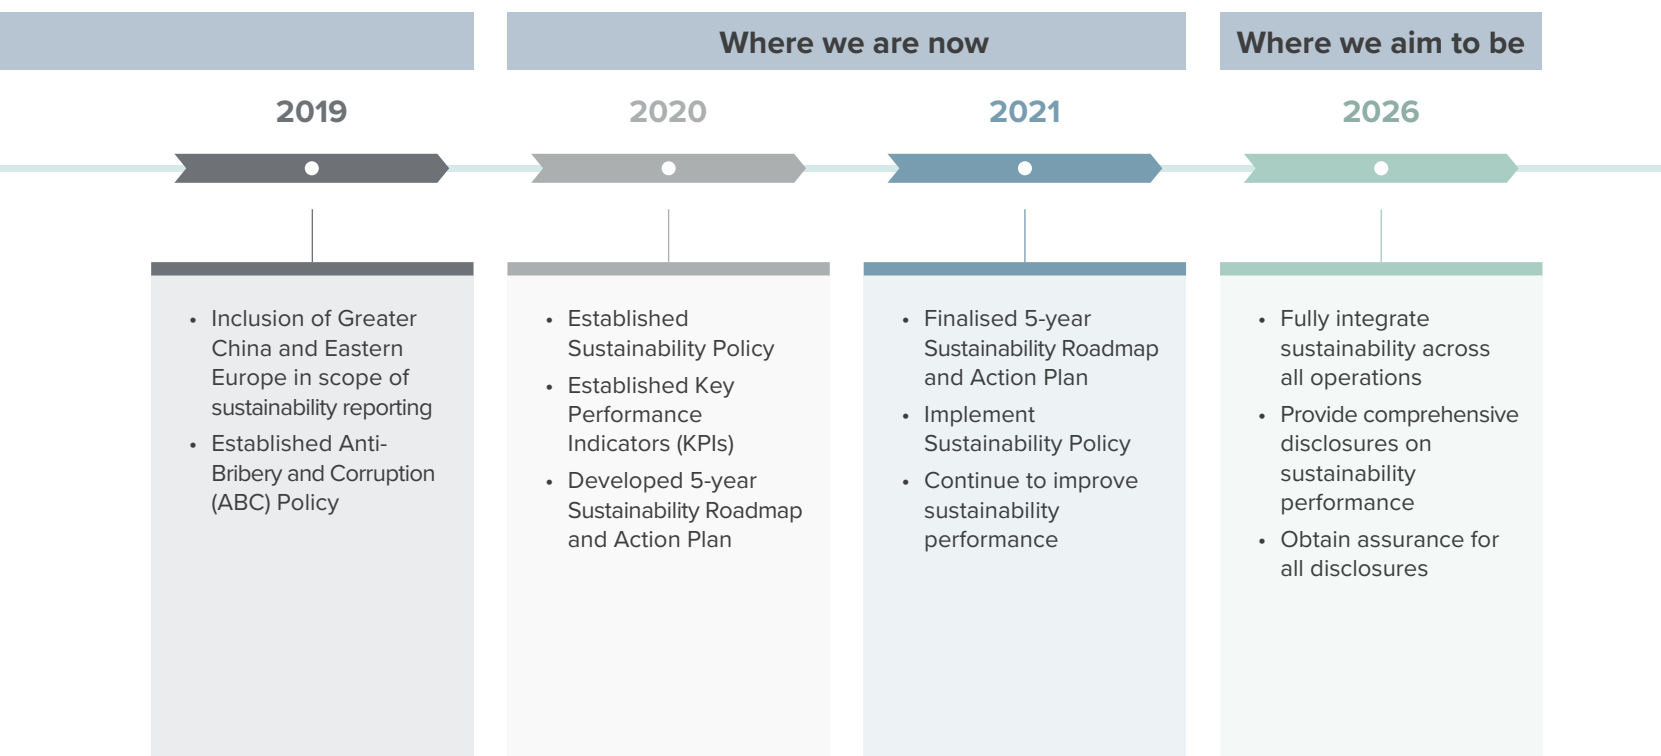 Where we are now
Where we aim to be
2019
2020
2021
2026
• Inclusion of Greater
China and Eastern
Europe in scope of
sustainability reporting
• Established Anti-
Bribery and Corruption
(ABC) Policy
• Established
Sustainability Policy
• Established Key
Performance
Indicators (KPIs)
• Developed 5-year
Sustainability Roadmap
and Action Plan
• Finalised 5-year
Sustainability Roadmap
and Action Plan
• Implement
Sustainability Policy
• Continue to improve
sustainability
performance
• Fully integrate
sustainability across
all operations
• Provide comprehensive
disclosures on
sustainability
performance
• Obtain assurance for
all disclosures